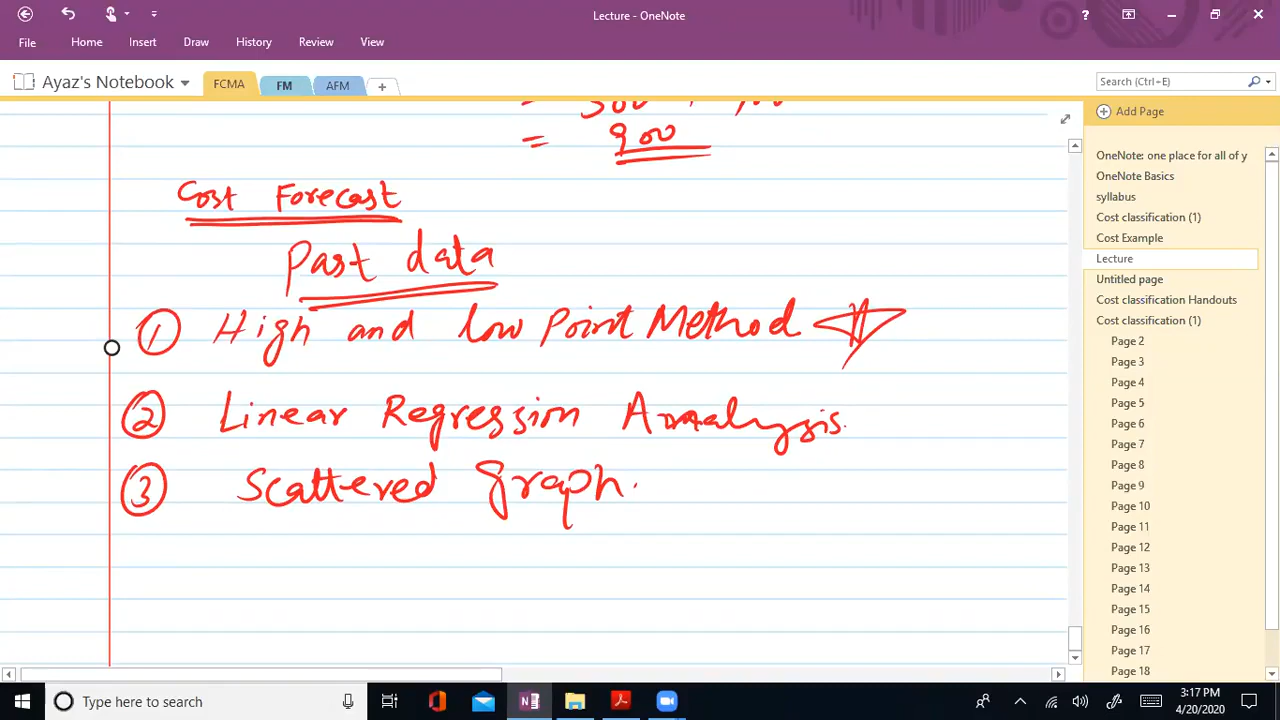 Lecture - OneNote
File Home Insert Draw History Review View
Ayaz's Notebook FCMA FM AFM +
Search (Ctrl+E)
Add Page
= 900
Cost Forecast
Past data
① High and low Point Method
② Linear Regression Analysis.
③ Scattered graph.
OneNote: one place for all of y
OneNote Basics
syllabus
Cost classification (1)
Cost Example
Lecture
Untitled page
Cost classification Handouts
Cost classification (1)
Page 2
Page 3
Page 4
Page 5
Page 6
Page 7
Page 8
Page 9
Page 10
Page 11
Page 12
Page 13
Page 14
Page 15
Page 16
Page 17
Page 18
Type here to search
3:17 PM
4/20/2020